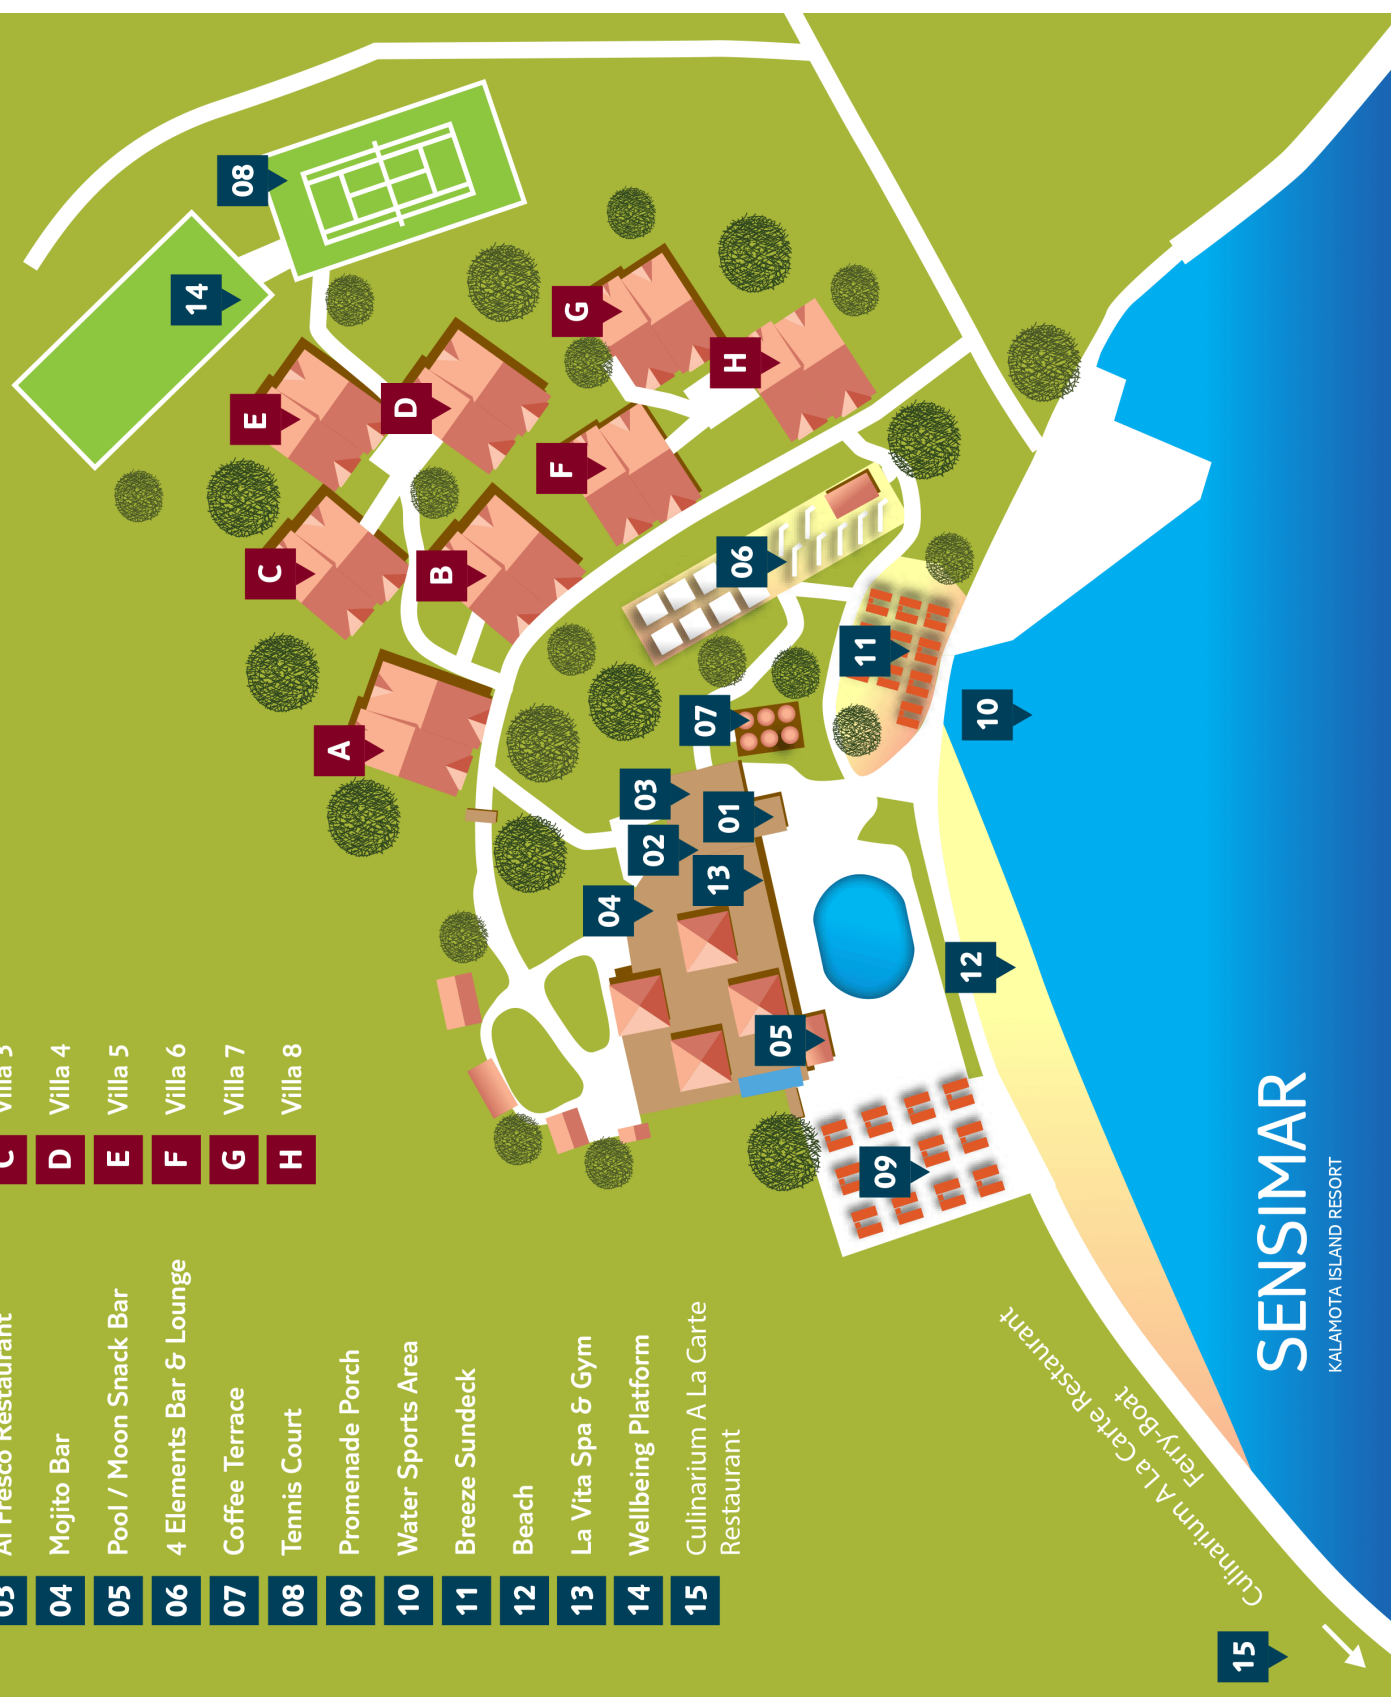 03 Al Fresco Restaurant
04 Mojito Bar
05 Pool / Moon Snack Bar
06 4 Elements Bar & Lounge
07 Coffee Terrace
08 Tennis Court
09 Promenade Porch
10 Water Sports Area
11 Breeze Sundeck
12 Beach
13 La Vita Spa & Gym
14 Wellbeing Platform
15 Culinarium A La Carte
Restaurant
C Villa 3
D Villa 4
E Villa 5
F Villa 6
G Villa 7
H Villa 8
14
08
E
C
A
D
B
F
G
H
04
03
02
07
01
13
06
05
11
09
12
10
15
Culinarium A La Carte Restaurant
Ferry-Boat
SENSIMAR
KALAMOTA ISLAND RESORT